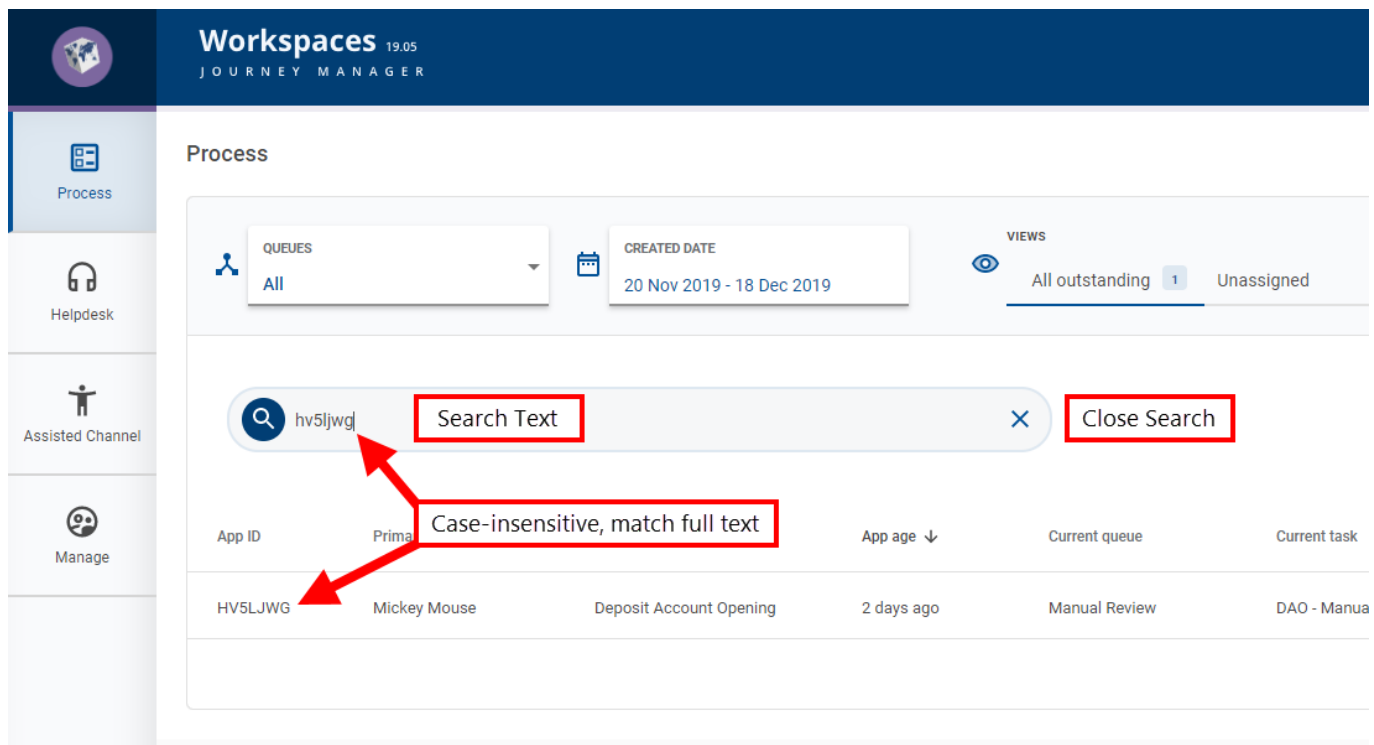 Workspaces 19.05
JOURNEY MANAGER
Process
Process
QUEUES
All
CREATED DATE
20 Nov 2019 - 18 Dec 2019
VIEWS
All outstanding 1 Unassigned
Helpdesk
Assisted Channel
hv5ljwg Search Text Close Search
Case-insensitive, match full text
Manage
App ID Prima App age Current queue Current task
HV5LJWG Mickey Mouse Deposit Account Opening 2 days ago Manual Review DAO - Manua